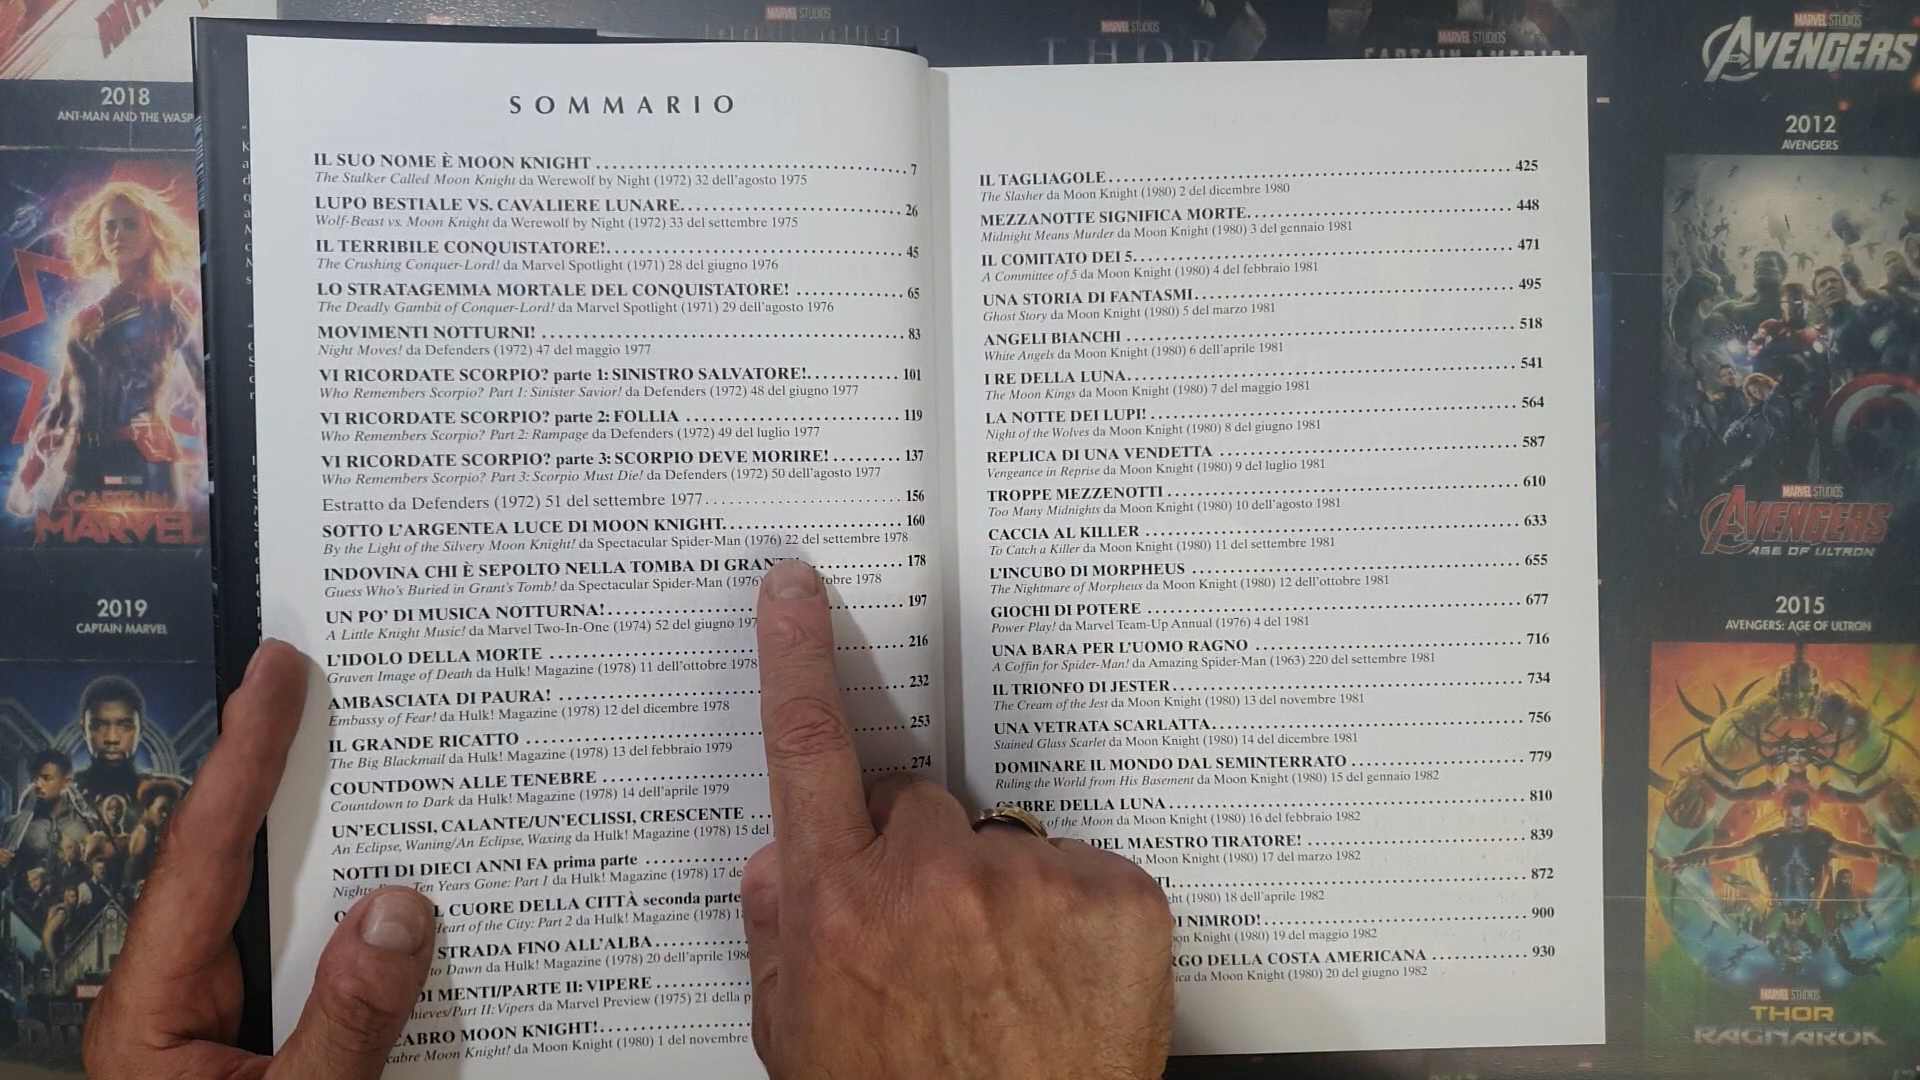 SOMMARIO
IL SUO NOME È MOON KNIGHT ........ 7
The Stalker Called Moon Knight da Werewolf by Night (1972) 32 dell'agosto 1975
LUPO BESTIALE VS. CAVALIERE LUNARE ........ 26
Wolf-Beast vs. Moon Knight da Werewolf by Night (1972) 33 del settembre 1975
IL TERRIBILE CONQUISTATORE! ........ 45
The Crushing Conquer-Lord! da Marvel Spotlight (1971) 28 del giugno 1976
LO STRATAGEMMA MORTALE DEL CONQUISTATORE! ........ 65
The Deadly Gambit of Conquer-Lord! da Marvel Spotlight (1971) 29 dell'agosto 1976
MOVIMENTI NOTTURNI! ........ 83
Night Moves! da Defenders (1972) 47 del maggio 1977
VI RICORDATE SCORPIO? parte 1: SINISTRO SALVATORE! ........ 101
Who Remembers Scorpio? Part 1: Sinister Savior! da Defenders (1972) 48 del giugno 1977
VI RICORDATE SCORPIO? parte 2: FOLLIA ........ 119
Who Remembers Scorpio? Part 2: Rampage da Defenders (1972) 49 del luglio 1977
VI RICORDATE SCORPIO? parte 3: SCORPIO DEVE MORIRE! ........ 137
Who Remembers Scorpio? Part 3: Scorpio Must Die! da Defenders (1972) 50 dell'agosto 1977
Estratto da Defenders (1972) 51 del settembre 1977 ........ 156
SOTTO L'ARGENTEA LUCE DI MOON KNIGHT ........ 160
By the Light of the Silvery Moon Knight! da Spectacular Spider-Man (1976) 22 del settembre 1978
INDOVINA CHI È SEPOLTO NELLA TOMBA DI GRANT ........ 178
Guess Who's Buried in Grant's Tomb! da Spectacular Spider-Man (1976) tobre 1978
UN PO' DI MUSICA NOTTURNA! ........ 197
A Little Knight Music! da Marvel Two-In-One (1974) 52 del giugno 197
L'IDOLO DELLA MORTE ........ 216
Graven Image of Death da Hulk! Magazine (1978) 11 dell'ottobre 1978
AMBASCIATA DI PAURA! ........ 232
Embassy of Fear! da Hulk! Magazine (1978) 12 del dicembre 1978
IL GRANDE RICATTO ........ 253
The Big Blackmail da Hulk! Magazine (1978) 13 del febbraio 1979
COUNTDOWN ALLE TENEBRE ........ 274
Countdown to Dark da Hulk! Magazine (1978) 14 dell'aprile 1979
UN'ECLISSI, CALANTE/UN'ECLISSI, CRESCENTE ...
An Eclipse, Waning/An Eclipse, Waxing da Hulk! Magazine (1978) 15 del
NOTTI DI DIECI ANNI FA prima parte ........
Nights Ten Years Gone: Part 1 da Hulk! Magazine (1978) 17 de
L CUORE DELLA CITTÀ seconda parte
Heart of the City: Part 2 da Hulk! Magazine (1978)
STRADA FINO ALL'ALBA ........
to Dawn da Hulk! Magazine (1978) 20 dell'aprile 198
DI MENTI/PARTE II: VIPERE ........
hieves/Part II: Vipers da Marvel Preview (1975) 21 della p
CABRO MOON KNIGHT! ........
cabre Moon Knight! da Moon Knight (1980) 1 del novembre
IL TAGLIAGOLE ........ 425
The Slasher da Moon Knight (1980) 2 del dicembre 1980
MEZZANOTTE SIGNIFICA MORTE ........ 448
Midnight Means Murder da Moon Knight (1980) 3 del gennaio 1981
IL COMITATO DEI 5 ........ 471
A Committee of 5 da Moon Knight (1980) 4 del febbraio 1981
UNA STORIA DI FANTASMI ........ 495
Ghost Story da Moon Knight (1980) 5 del marzo 1981
ANGELI BIANCHI ........ 518
White Angels da Moon Knight (1980) 6 dell'aprile 1981
I RE DELLA LUNA ........ 541
The Moon Kings da Moon Knight (1980) 7 del maggio 1981
LA NOTTE DEI LUPI! ........ 564
Night of the Wolves da Moon Knight (1980) 8 del giugno 1981
REPLICA DI UNA VENDETTA ........ 587
Vengeance in Reprise da Moon Knight (1980) 9 del luglio 1981
TROPPE MEZZENOTTI ........ 610
Too Many Midnights da Moon Knight (1980) 10 dell'agosto 1981
CACCIA AL KILLER ........ 633
To Catch a Killer da Moon Knight (1980) 11 del settembre 1981
L'INCUBO DI MORPHEUS ........ 655
The Nightmare of Morpheus da Moon Knight (1980) 12 dell'ottobre 1981
GIOCHI DI POTERE ........ 677
Power Play! da Marvel Team-Up Annual (1976) 4 del 1981
UNA BARA PER L'UOMO RAGNO ........ 716
A Coffin for Spider-Man! da Amazing Spider-Man (1963) 220 del settembre 1981
IL TRIONFO DI JESTER ........ 734
The Cream of the Jest da Moon Knight (1980) 13 del novembre 1981
UNA VETRATA SCARLATTA ........ 756
Stained Glass Scarlet da Moon Knight (1980) 14 del dicembre 1981
DOMINARE IL MONDO DAL SEMINTERRATO ........ 779
Ruling the World from His Basement da Moon Knight (1980) 15 del gennaio 1982
OMBRE DELLA LUNA ........ 810
of the Moon da Moon Knight (1980) 16 del febbraio 1982
DEL MAESTRO TIRATORE! ........ 839
da Moon Knight (1980) 17 del marzo 1982
TI ........ 872
ght (1980) 18 dell'aprile 1982
DI NIMROD! ........ 900
on Knight (1980) 19 del maggio 1982
RGO DELLA COSTA AMERICANA ........ 930
ica da Moon Knight (1980) 20 del giugno 1982
2018
ANT-MAN AND THE WASP
CAPTAIN MARVEL
2019
CAPTAIN MARVEL
MARVEL STUDIOS
MARVEL STUDIOS
THOR
MARVEL STUDIOS
CAPTAIN AMERICA
MARVEL STUDIOS
AVENGERS
2012
AVENGERS
MARVEL STUDIOS
AVENGERS
AGE OF ULTRON
2015
AVENGERS: AGE OF ULTRON
MARVEL STUDIOS
THOR
RAGNAROK